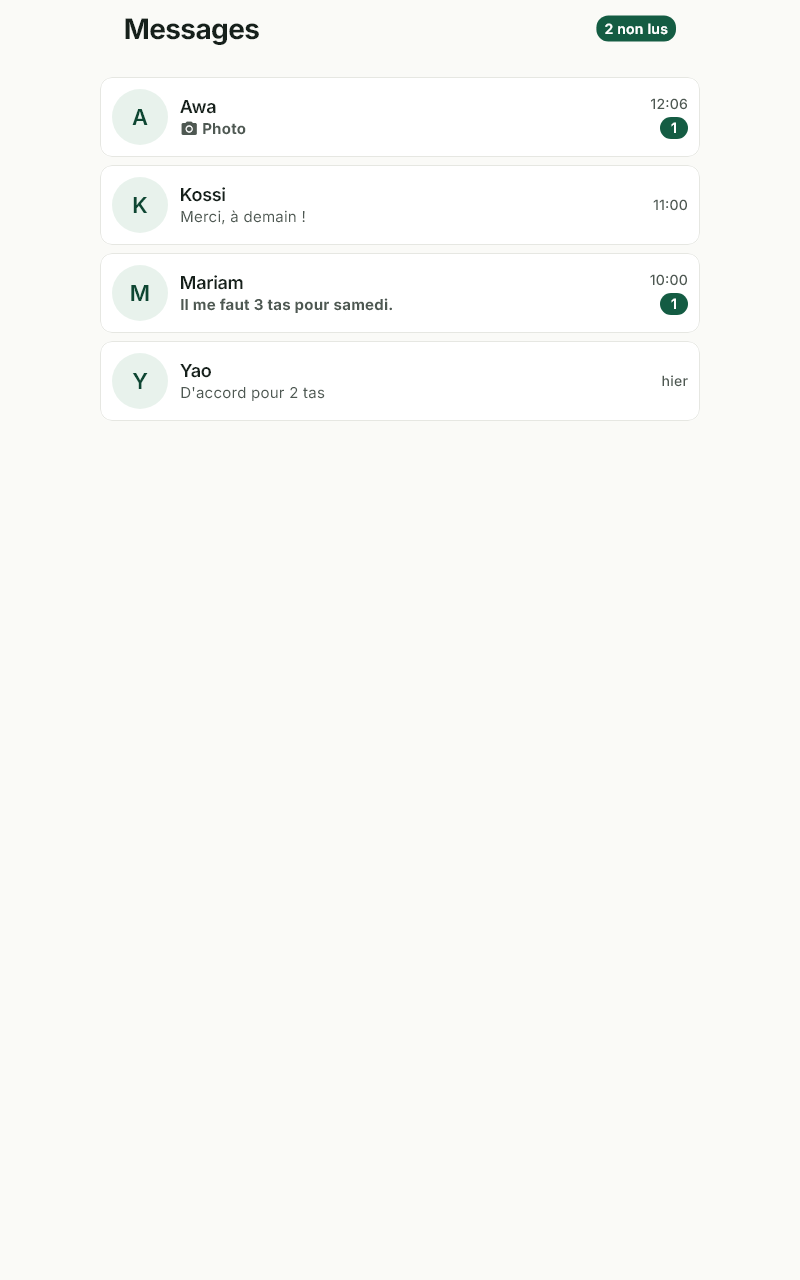 Messages
2 non lus
A
Awa
Photo
12:06
1
K
Kossi
Merci, à demain !
11:00
M
Mariam
Il me faut 3 tas pour samedi.
10:00
1
Y
Yao
D'accord pour 2 tas
hier